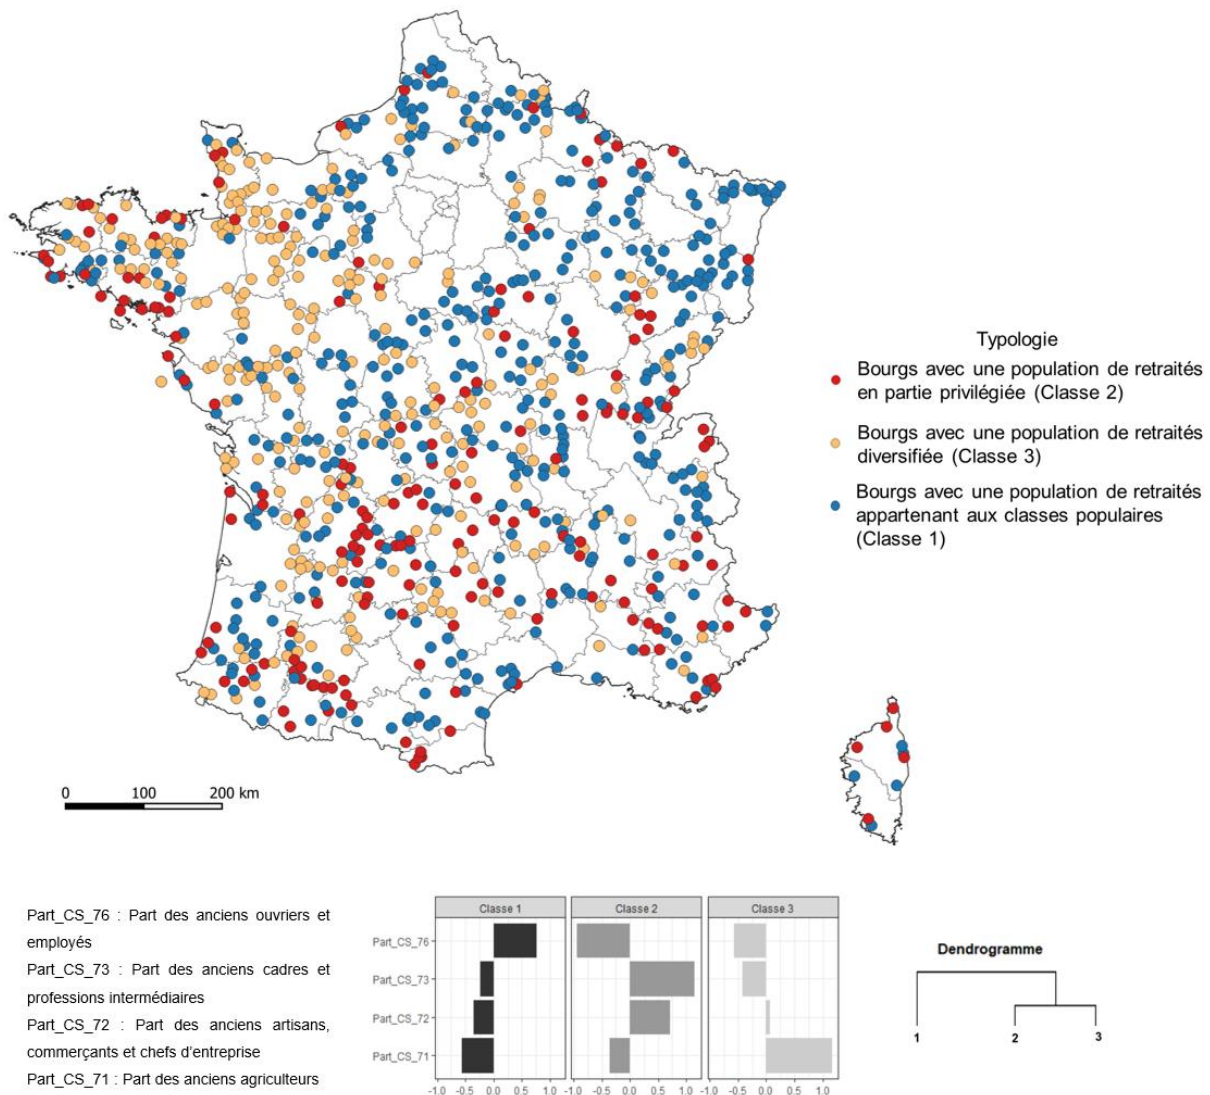 Typologie
Bourgs avec une population de retraités
en partie privilégiée (Classe 2)
Bourgs avec une population de retraités
diversifiée (Classe 3)
Bourgs avec une population de retraités
appartenant aux classes populaires
(Classe 1)
0 100 200 km
Part_CS_76 : Part des anciens ouvriers et
employés
Part_CS_73 : Part des anciens cadres et
professions intermédiaires
Part_CS_72 : Part des anciens artisans,
commerçants et chefs d'entreprise
Part_CS_71 : Part des anciens agriculteurs
Classe 1 Classe 2 Classe 3
Part_CS_76
Part_CS_73
Part_CS_72
Part_CS_71
-1.0 -0.5 0.0 0.5 1.0 -1.0 -0.5 0.0 0.5 1.0 -1.0 -0.5 0.0 0.5 1.0
Dendrogramme
1 2 3